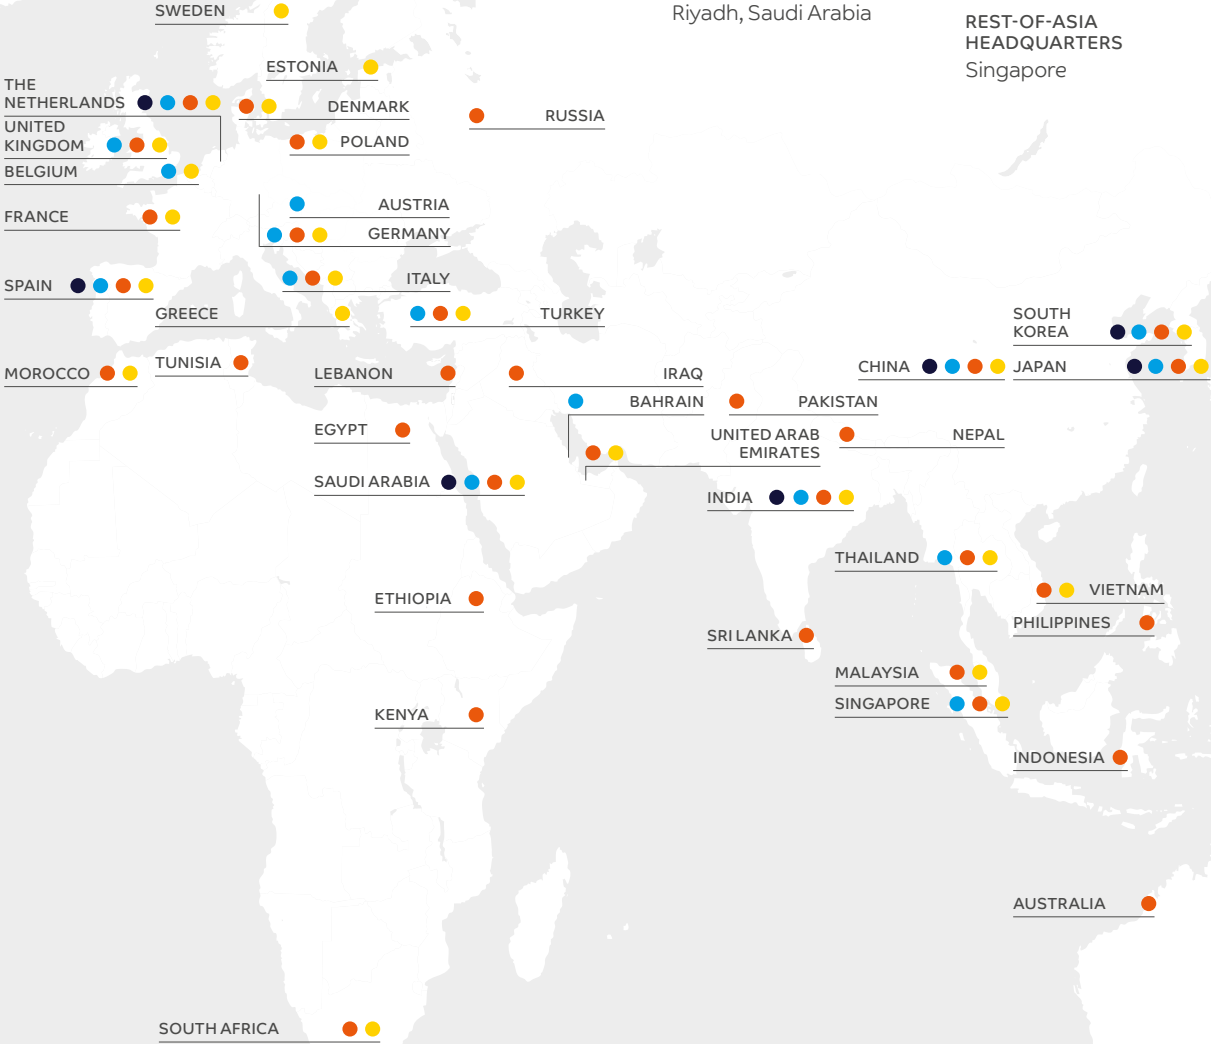 SWEDEN
Riyadh, Saudi Arabia
REST-OF-ASIA
HEADQUARTERS
Singapore
ESTONIA
THE
NETHERLANDS
DENMARK
RUSSIA
UNITED
KINGDOM
POLAND
BELGIUM
AUSTRIA
FRANCE
GERMANY
ITALY
SPAIN
GREECE
TURKEY
SOUTH
KOREA
MOROCCO
TUNISIA
LEBANON
IRAQ
CHINA
JAPAN
BAHRAIN
PAKISTAN
EGYPT
UNITED ARAB
EMIRATES
NEPAL
SAUDI ARABIA
INDIA
THAILAND
ETHIOPIA
VIETNAM
PHILIPPINES
SRI LANKA
MALAYSIA
SINGAPORE
KENYA
INDONESIA
AUSTRALIA
SOUTH AFRICA